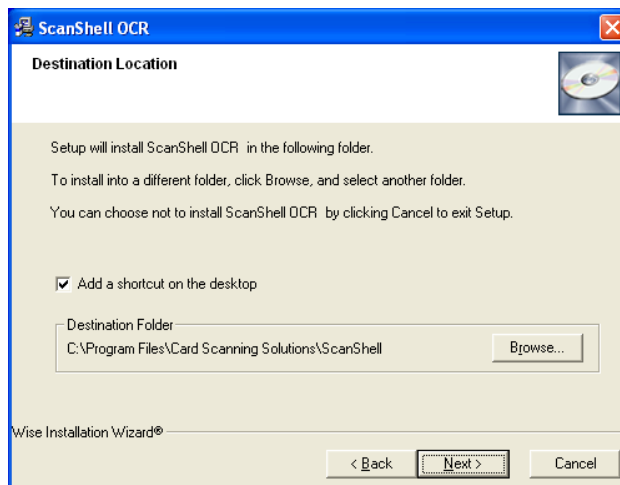 ScanShell OCR
Destination Location
Setup will install ScanShell OCR in the following folder.
To install into a different folder, click Browse, and select another folder.
You can choose not to install ScanShell OCR by clicking Cancel to exit Setup.
Add a shortcut on the desktop
Destination Folder
C:\Program Files\Card Scanning Solutions\ScanShell
Browse...
Wise Installation Wizard®
< Back Next > Cancel